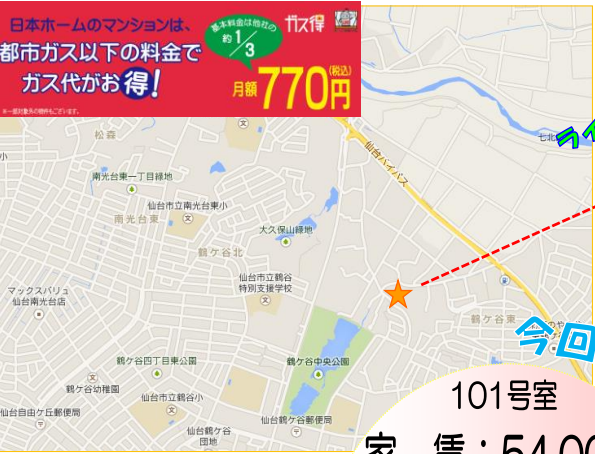 日本ホームのマンションは、
都市ガス以下の料金で
ガス代がお得!
※一部対象外の物件もございます。
基本料金は他社の
約1/3
ガス得
月額770円
(税込)
松森
小
仙台バイパス
七北
ライ
南光台東一丁目緑地
仙台市立南光台東小
南光台東
大久保山緑地
鶴ケ谷北
仙台市立鶴谷
特別支援学校
マックスバリュ
仙台南光台店
鶴ケ谷東
今回
鶴ケ谷四丁目東公園
鶴ケ谷中央公園
鶴ケ谷幼稚園
仙台市立鶴谷小
仙台自由ケ丘郵便局
仙台鶴ケ谷郵便局
仙台鶴ケ谷
団地
101号室
家 賃:54,00